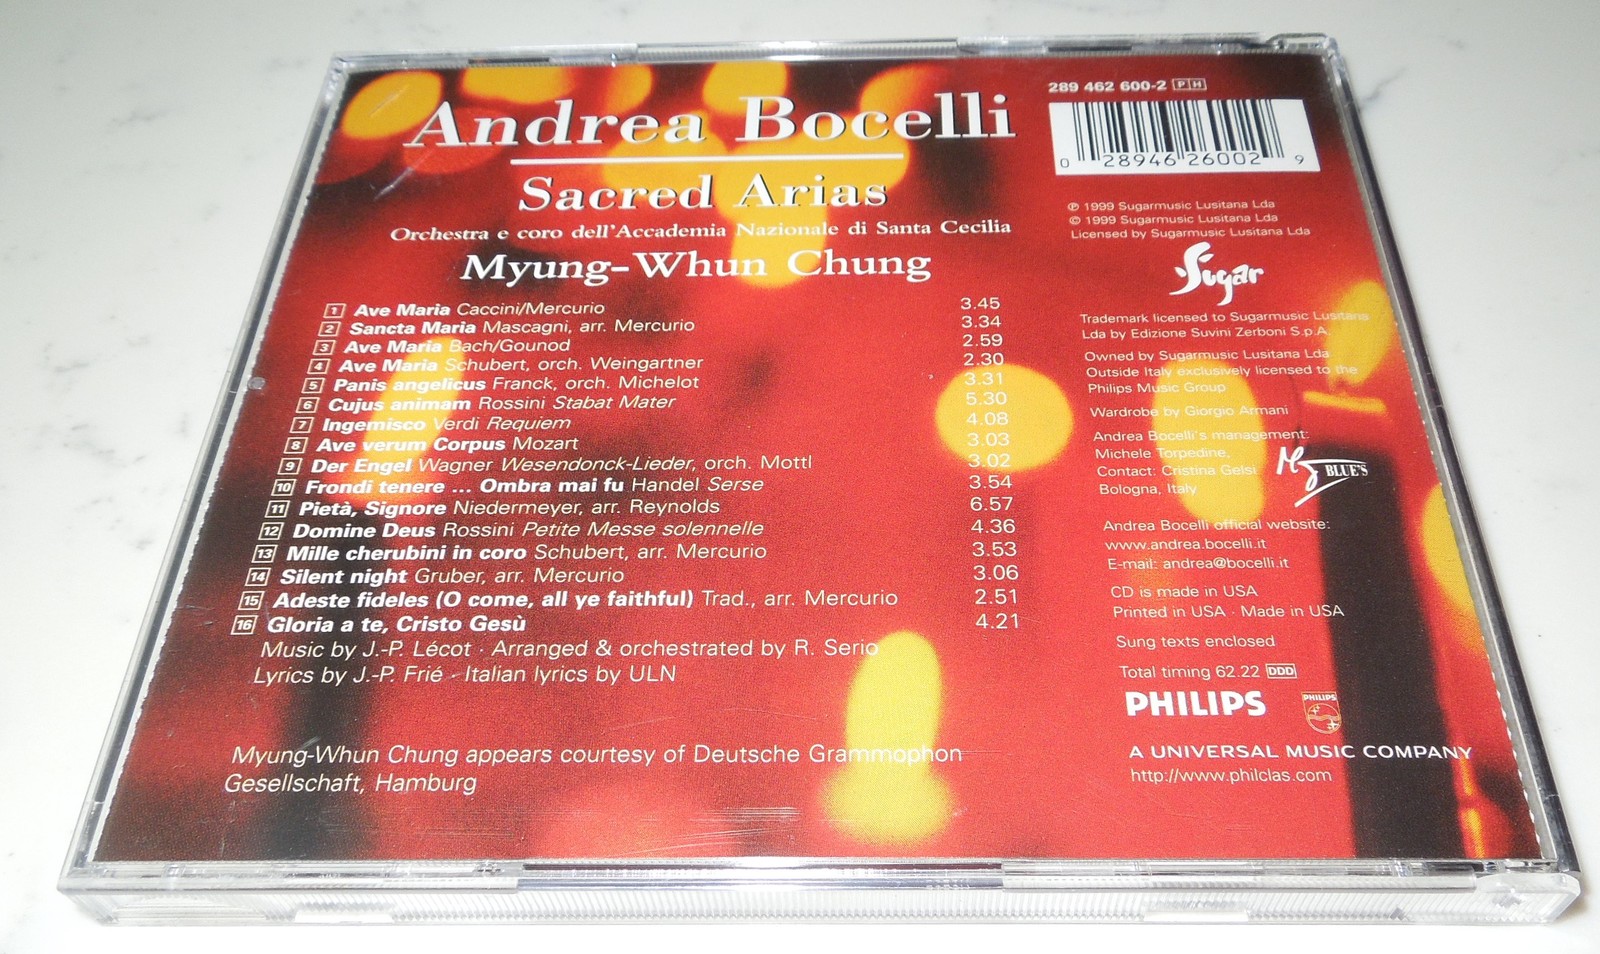 Andrea Bocelli
Sacred Arias
Orchestra e coro dell'Accademia Nazionale di Santa Cecilia
Myung-Whun Chung
1 Ave Maria Caccini/Mercurio 3.45
2 Sancta Maria Mascagni, arr. Mercurio 3.34
3 Ave Maria Bach/Gounod 2.59
4 Ave Maria Schubert, orch. Weingartner 2.30
5 Panis angelicus Franck, orch. Michelot 3.31
6 Cujus animam Rossini Stabat Mater 5.30
7 Ingemisco Verdi Requiem 4.08
8 Ave verum Corpus Mozart 3.03
9 Der Engel Wagner Wesendonck-Lieder, orch. Mottl 3.02
10 Frondi tenere ... Ombra mai fu Handel Serse 3.54
11 Pietà, Signore Niedermeyer, arr. Reynolds 6.57
12 Domine Deus Rossini Petite Messe solennelle 4.36
13 Mille cherubini in coro Schubert, arr. Mercurio 3.53
14 Silent night Gruber, arr. Mercurio 3.06
15 Adeste fideles (O come, all ye faithful) Trad., arr. Mercurio 2.51
16 Gloria a te, Cristo Gesù 4.21
Music by J.-P. Lécot · Arranged & orchestrated by R. Serio
Lyrics by J.-P. Frié · Italian lyrics by ULN
Myung-Whun Chung appears courtesy of Deutsche Grammophon
Gesellschaft, Hamburg
289 462 600-2 PH
0 28946 26002 9
℗ 1999 Sugarmusic Lusitana Lda
© 1999 Sugarmusic Lusitana Lda
Licensed by Sugarmusic Lusitana Lda
Sugar
Trademark licensed to Sugarmusic Lusitana
Lda by Edizione Suvini Zerboni S.p.A.
Owned by Sugarmusic Lusitana Lda
Outside Italy exclusively licensed to the
Philips Music Group
Wardrobe by Giorgio Armani
Andrea Bocelli's management:
Michele Torpedine,
Contact: Cristina Gelsi
Bologna, Italy
BLUE'S
Andrea Bocelli official website:
www.andrea.bocelli.it
E-mail: andrea@bocelli.it
CD is made in USA
Printed in USA · Made in USA
Sung texts enclosed
Total timing 62.22 DDD
PHILIPS
PHILIPS
A UNIVERSAL MUSIC COMPANY
http://www.philclas.com